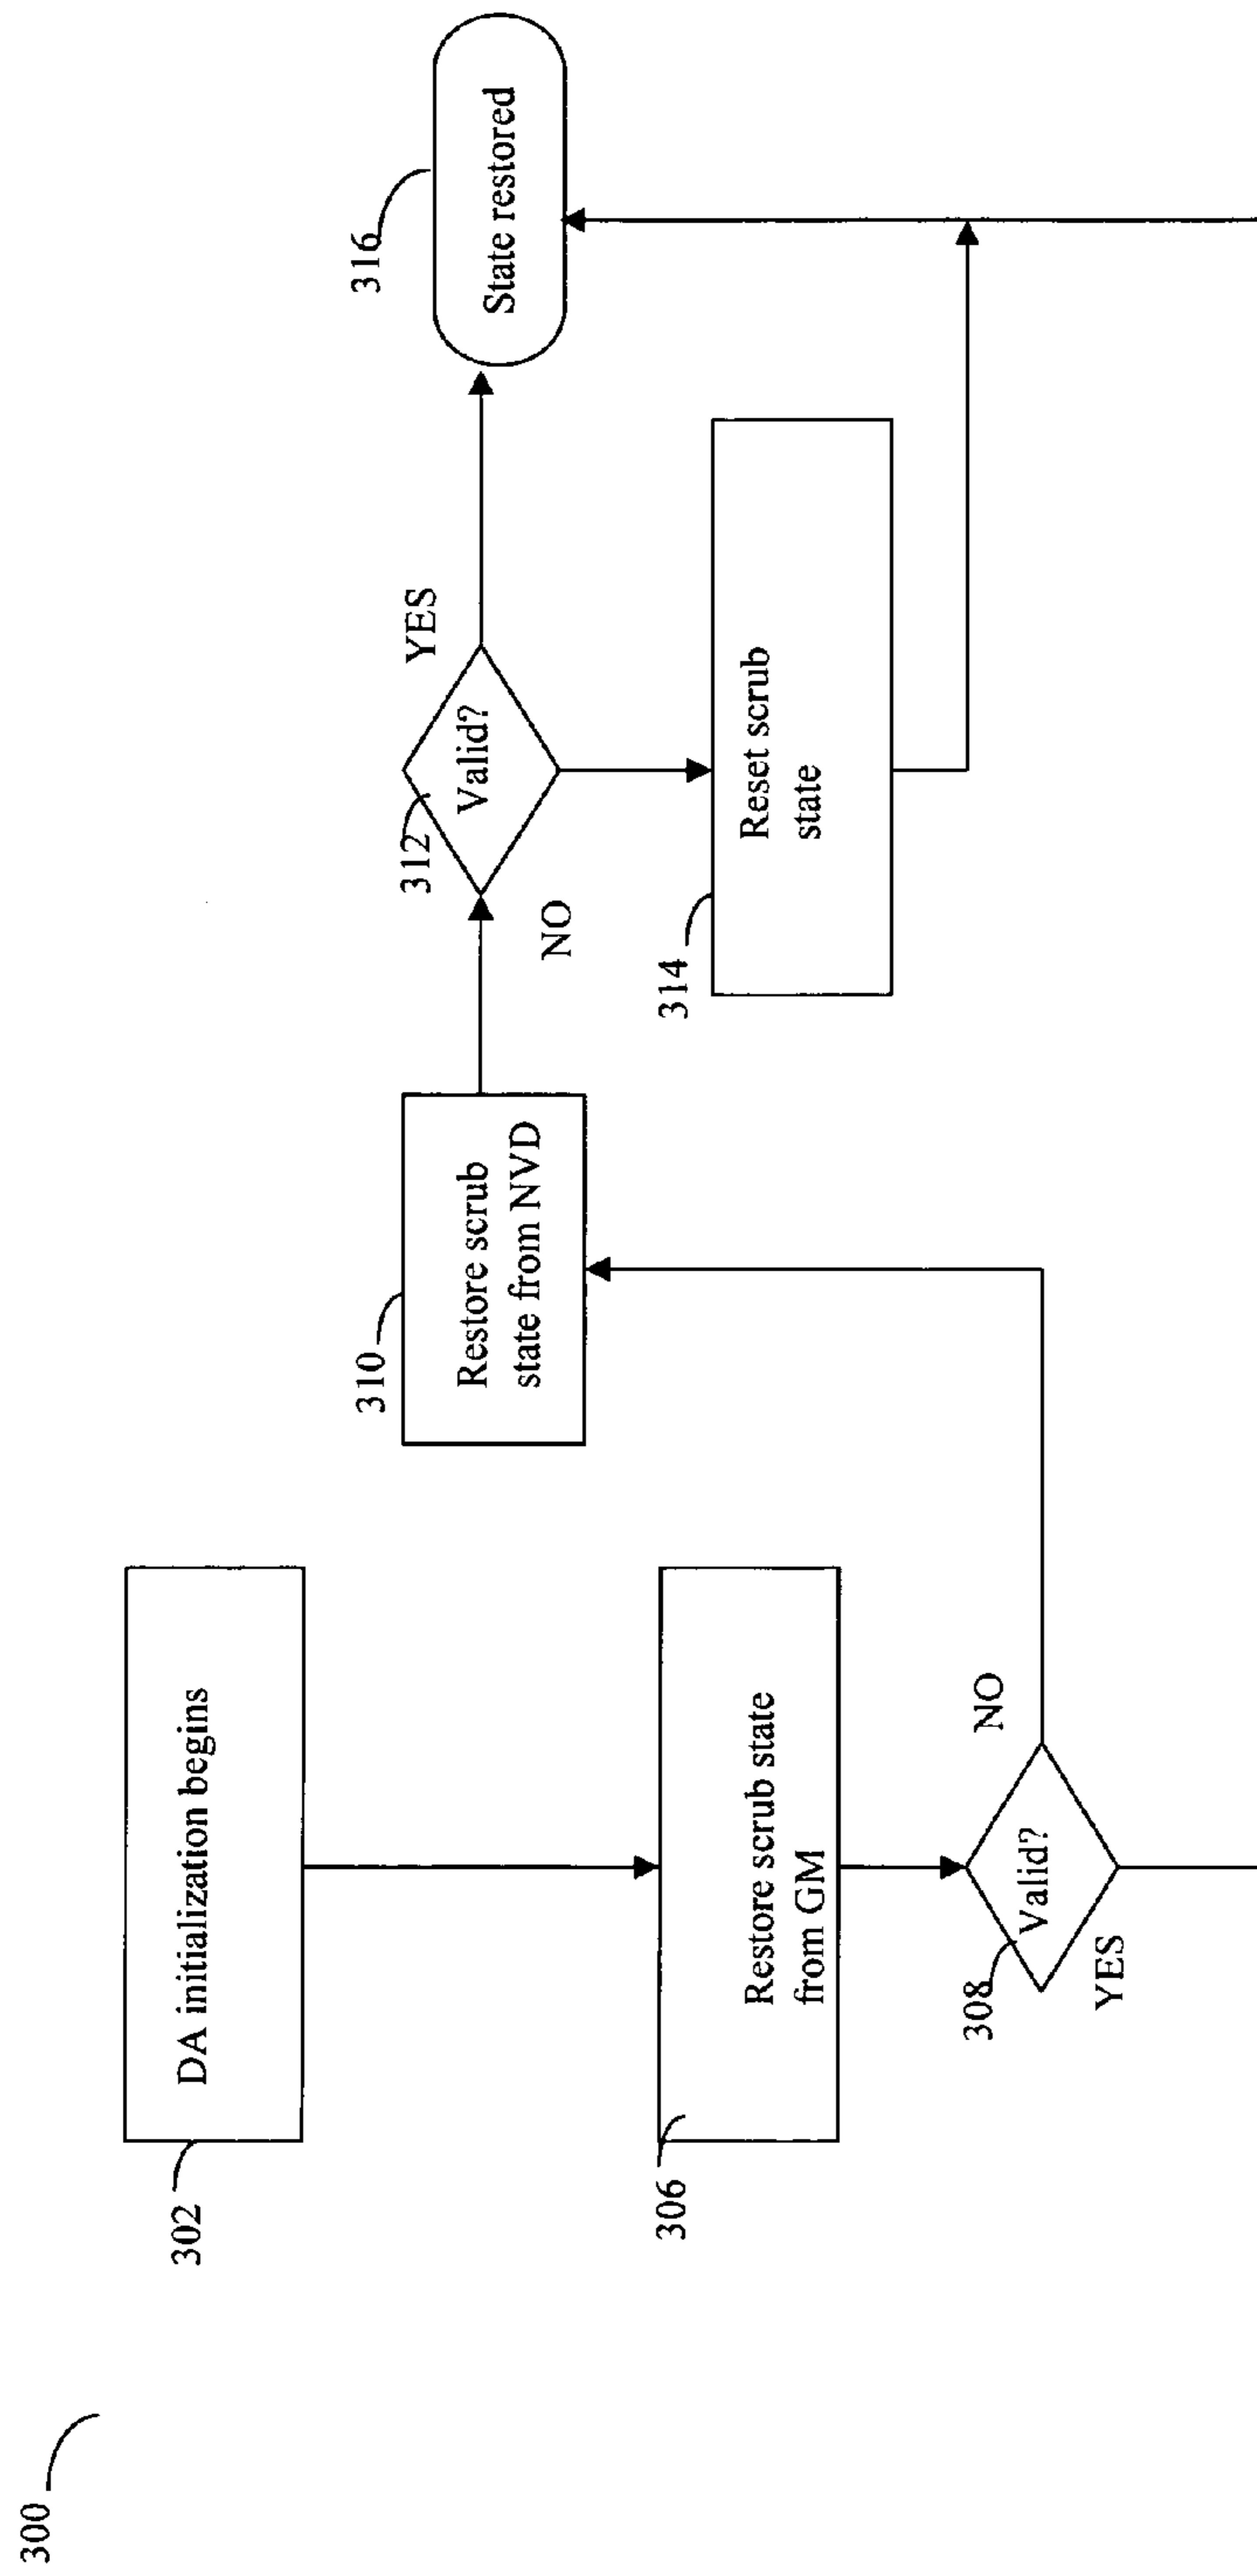 300
302
DA initialization begins
306
Restore scrub state
from GM
308
Valid?
NO
YES
310
Restore scrub
state from NVD
312
Valid?
YES
NO
314
Reset scrub
state
316
State restored